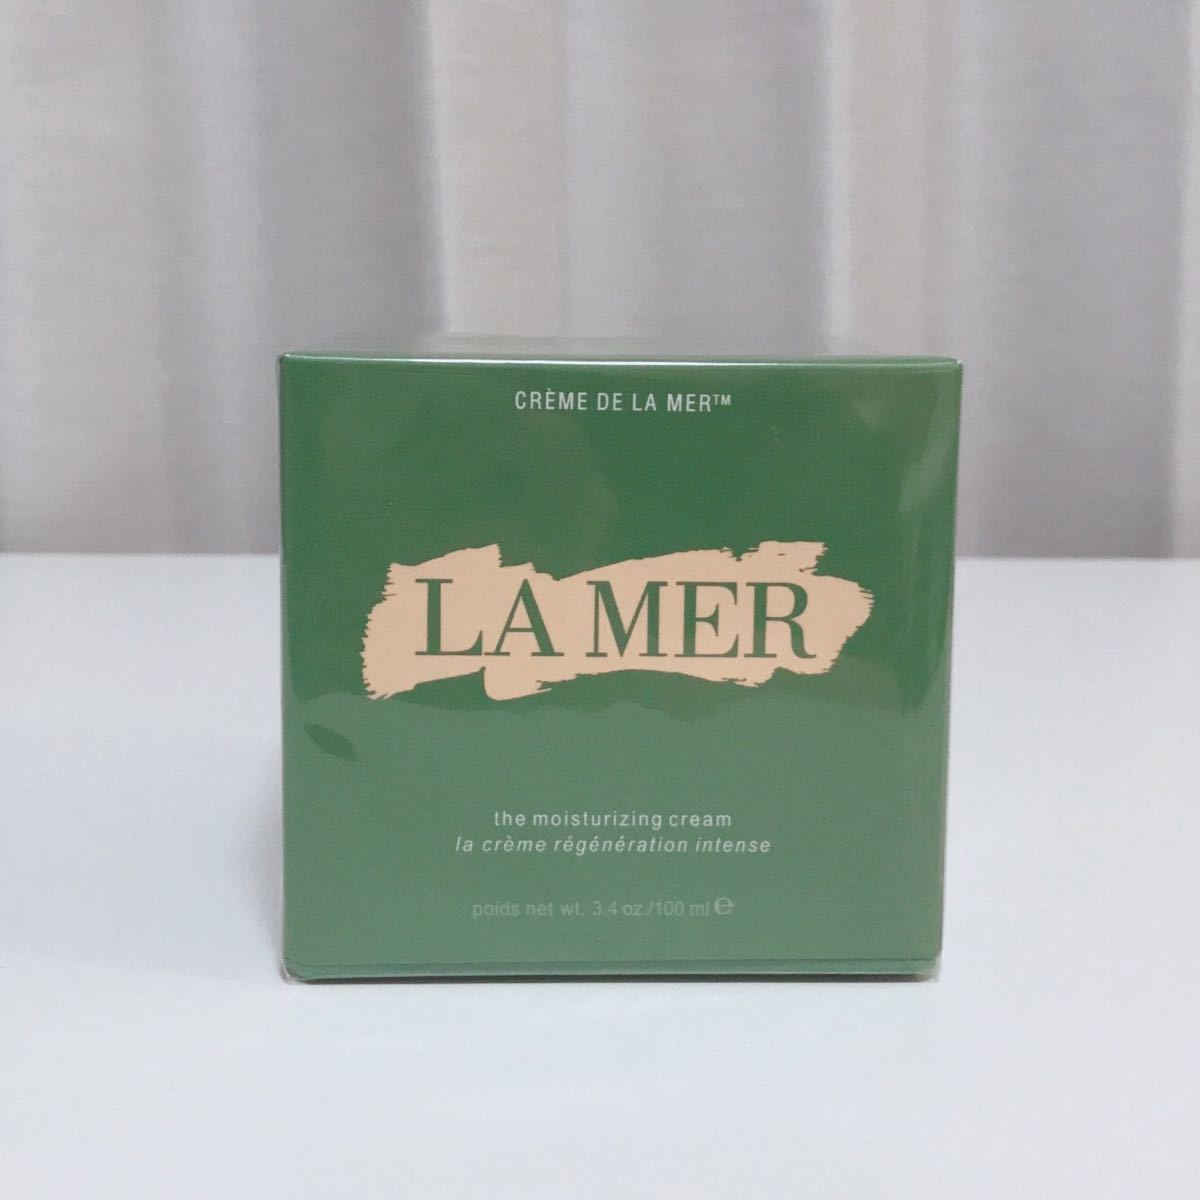 CRÈME DE LA MER™
LA MER
the moisturizing cream
la crème régénération intense
poids net wt. 3.4 oz./100 ml ℮